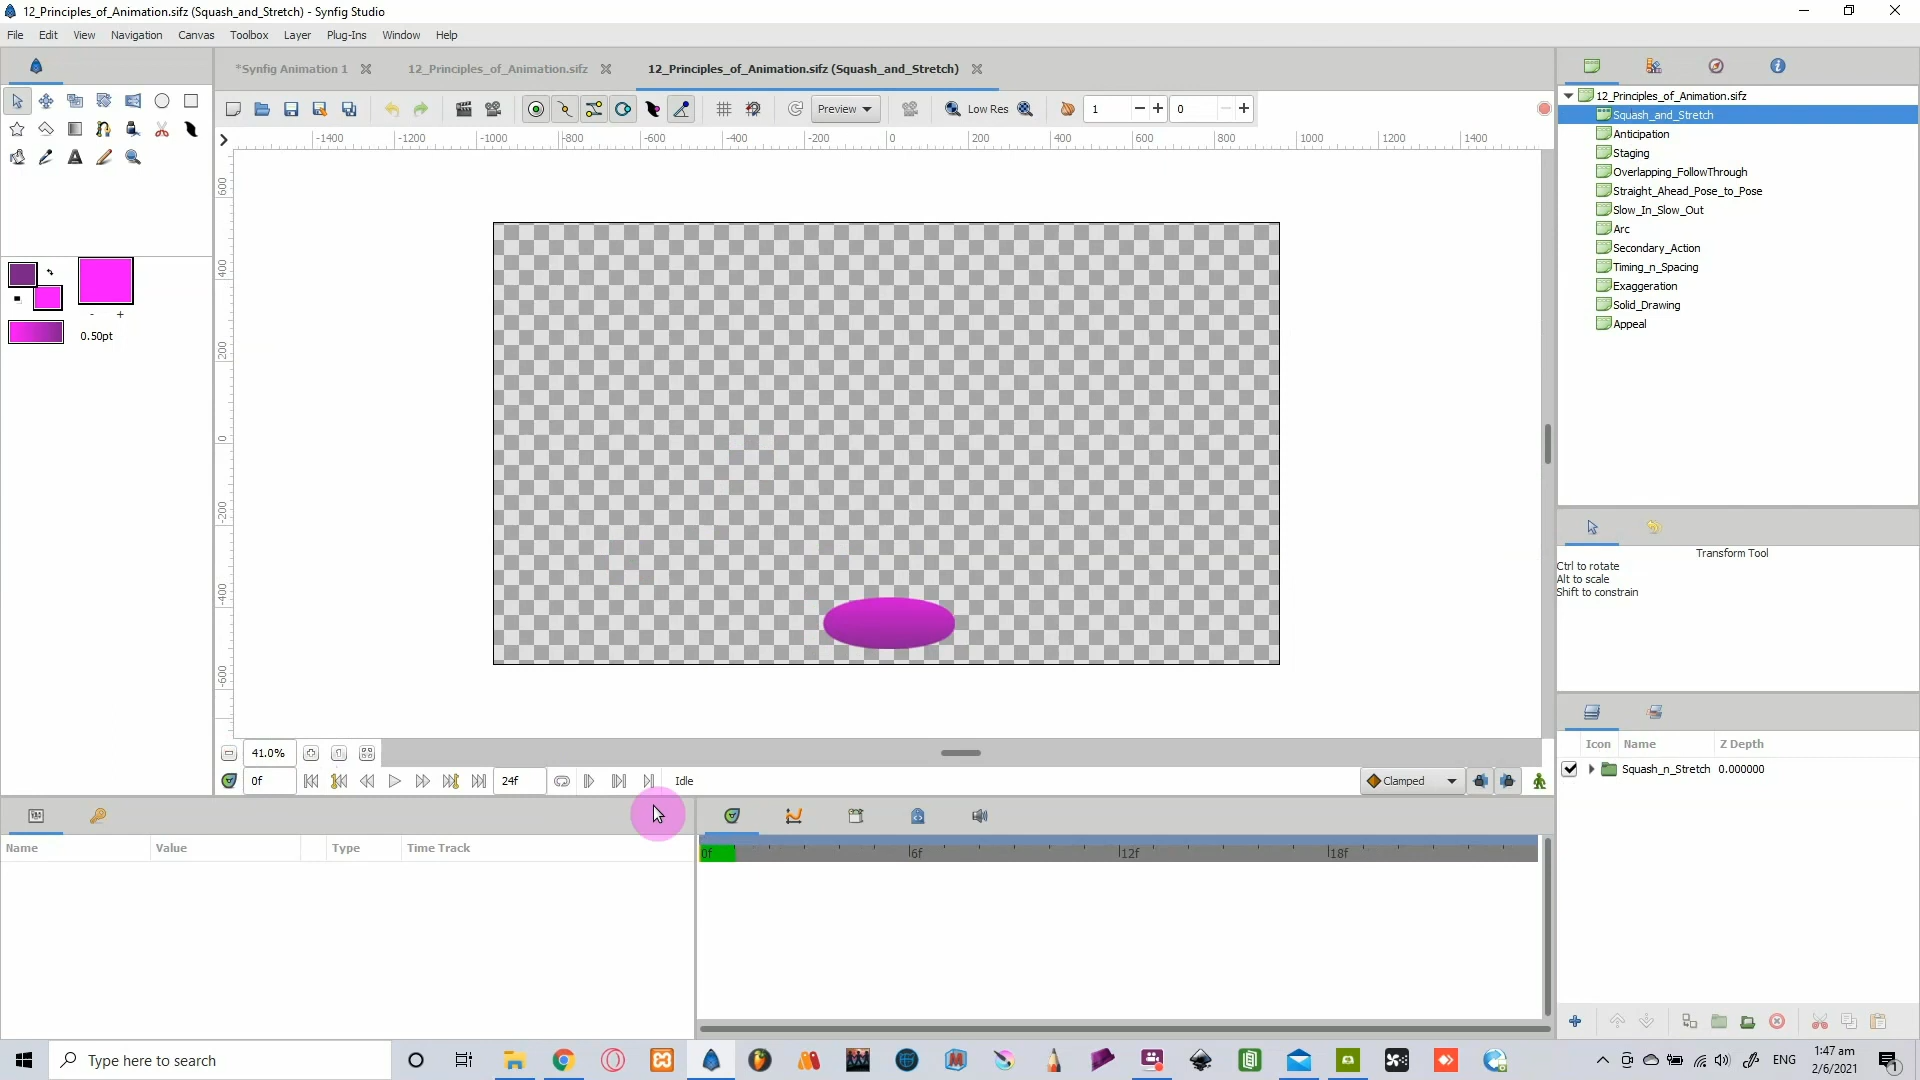 12_Principles_of_Animation.sifz (Squash_and_Stretch) - Synfig Studio
File Edit View Navigation Canvas Toolbox Layer Plug-Ins Window Help
*Synfig Animation 1 12_Principles_of_Animation.sifz 12_Principles_of_Animation.sifz (Squash_and_Stretch)
Preview Low Res 1 0
-1400 -1200 -1000 -800 -600 -400 -200 0 200 400 600 800 1000 1200 1400
600
400
200
0
-200
-400
-600
- +
0.50pt
12_Principles_of_Animation.sifz
Squash_and_Stretch
Anticipation
Staging
Overlapping_FollowThrough
Straight_Ahead_Pose_to_Pose
Slow_In_Slow_Out
Arc
Secondary_Action
Timing_n_Spacing
Exaggeration
Solid_Drawing
Appeal
Transform Tool
Ctrl to rotate
Alt to scale
Shift to constrain
Icon Name Z Depth
Squash_n_Stretch 0.000000
41.0%
0f 24f Idle Clamped
Name Value Type Time Track
0f 6f 12f 18f
Type here to search
ENG
1:47 am
2/6/2021